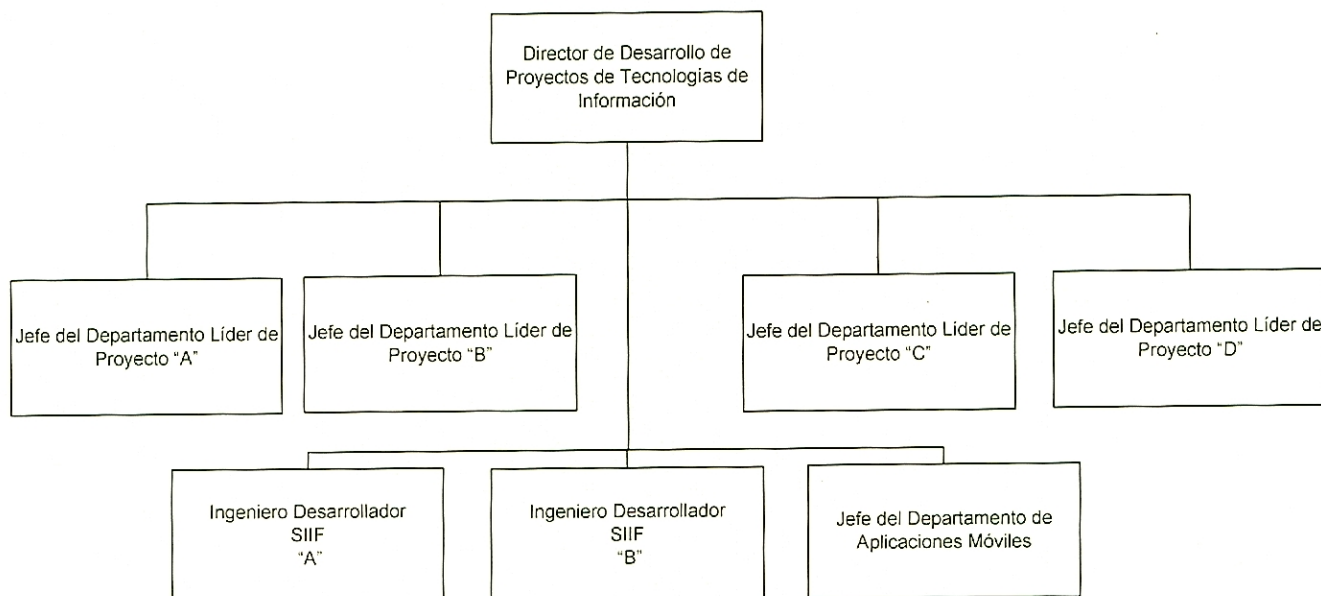 Director de Desarrollo de
Proyectos de Tecnologías de
Información
Jefe del Departamento Líder de
Proyecto "A"
Jefe del Departamento Líder de
Proyecto "B"
Jefe del Departamento Líder de
Proyecto "C"
Jefe del Departamento Líder de
Proyecto "D"
Ingeniero Desarrollador
SIIF
"A"
Ingeniero Desarrollador
SIIF
"B"
Jefe del Departamento de
Aplicaciones Móviles